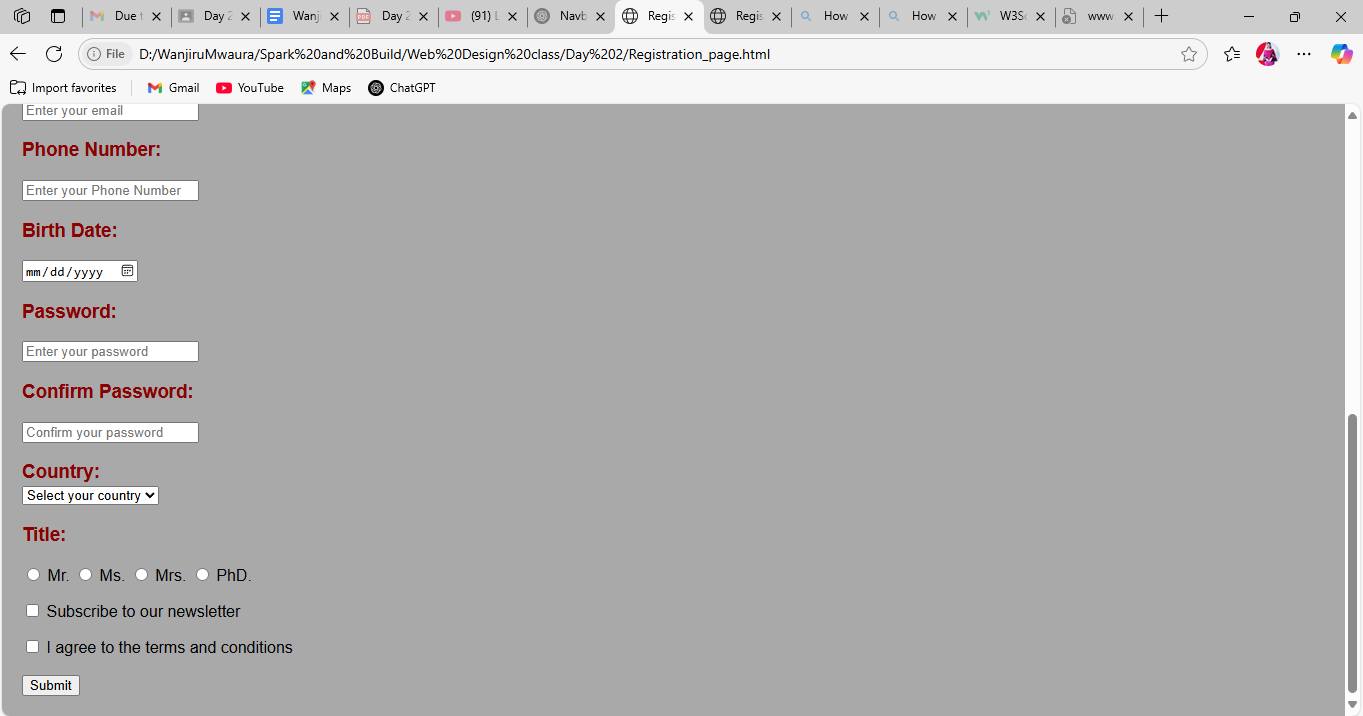 Due t
Day 2
Wanj
Day 2
(91) L
Navb
Regis
Regis
How
How
W3S
www
File
D:/WanjiruMwaura/Spark%20and%20Build/Web%20Design%20class/Day%202/Registration_page.html
Import favorites Gmail YouTube Maps ChatGPT
Enter your email
Phone Number:
Enter your Phone Number
Birth Date:
mm/dd/yyyy
Password:
Enter your password
Confirm Password:
Confirm your password
Country:
Select your country
Title:
Mr. Ms. Mrs. PhD.
Subscribe to our newsletter
I agree to the terms and conditions
Submit